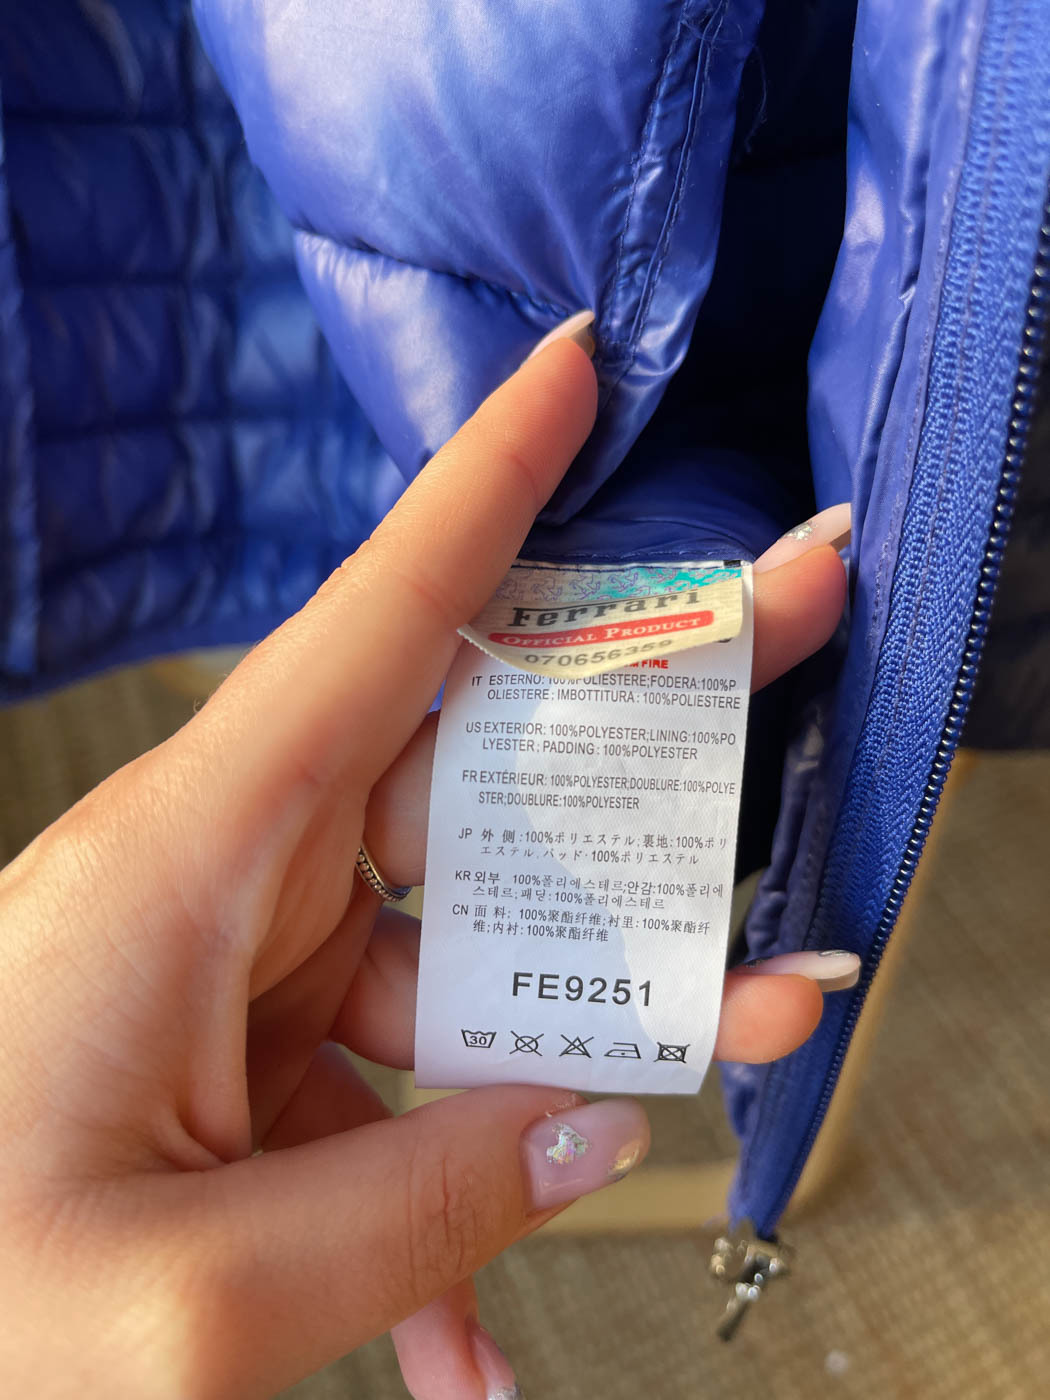 Ferrari
OFFICIAL PRODUCT
070656359
FIRE
IT ESTERNO: 100%POLIESTERE;FODERA:100%P
OLIESTERE; IMBOTTITURA: 100%POLIESTERE
US EXTERIOR: 100%POLYESTER,LINING:100%PO
LYESTER; PADDING: 100%POLYESTER
FR EXTÉRIEUR: 100%POLYESTER;DOUBLURE:100%POLYE
STER;DOUBLURE:100%POLYESTER
JP 外 側:100%ポリエステル; 裏地:100%ポリ
エステル, パッド·100%ポリエステル
KR 외부 100%폴리에스테르;안감:100%폴리에
스테르;패딩:100%폴리에스테르
CN 面 料; 100%聚酯纤维;衬里:100%聚酯纤
维;内衬:100%聚酯纤维
FE9251
30